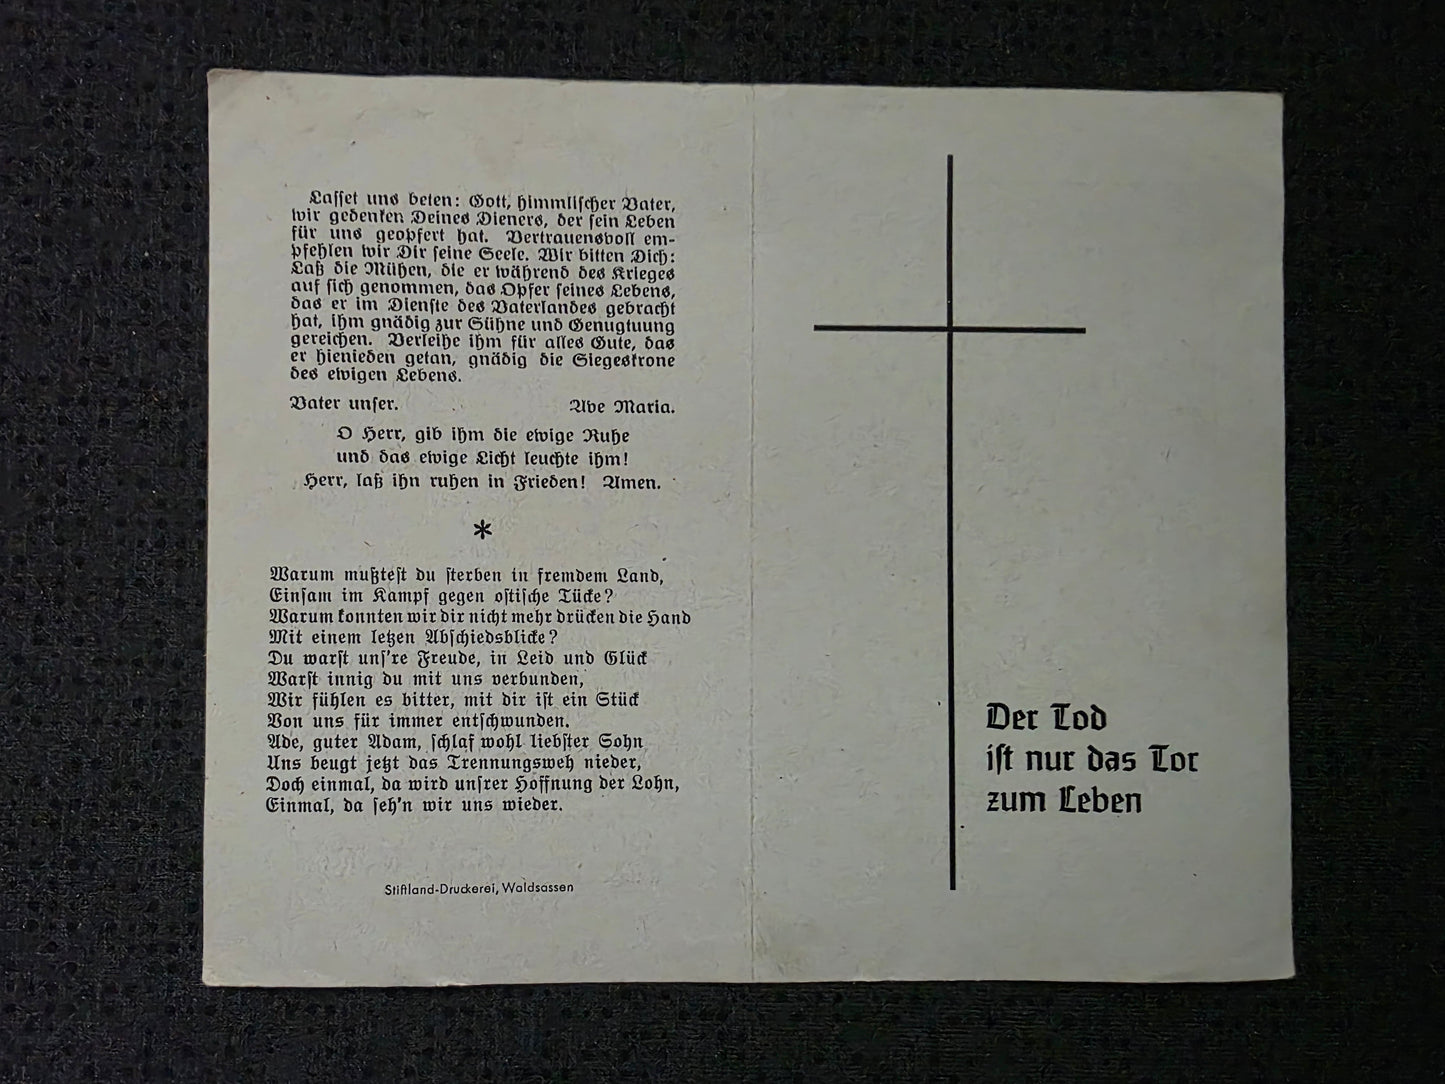 Lasset uns beten: Gott, himmlischer Vater,
wir gedenken Deines Dieners, der sein Leben
für uns geopfert hat. Vertrauensvoll em-
pfehlen wir Dir seine Seele. Wir bitten Dich:
Laß die Mühen, die er während des Krieges
auf sich genommen, das Opfer seines Lebens,
das er im Dienste des Vaterlandes gebracht
hat, ihm gnädig zur Sühne und Genugtuung
gereichen. Verleihe ihm für alles Gute, das
er hienieden getan, gnädig die Siegeskrone
des ewigen Lebens.
Vater unser. Ave Maria.
O Herr, gib ihm die ewige Ruhe
und das ewige Licht leuchte ihm!
Herr, laß ihn ruhen in Frieden! Amen.
*
Warum mußtest du sterben in fremdem Land,
Einsam im Kampf gegen ostische Tücke?
Warum konnten wir dir nicht mehr drücken die Hand
Mit einem letzen Abschiedsblicke?
Du warst uns're Freude, in Leid und Glück
Warst innig du mit uns verbunden,
Wir fühlen es bitter, mit dir ist ein Stück
Von uns für immer entschwunden.
Ade, guter Adam, schlaf wohl liebster Sohn
Uns beugt jetzt das Trennungsweh nieder,
Doch einmal, da wird unsrer Hoffnung der Lohn,
Einmal, da seh'n wir uns wieder.
Stiftland-Druckerei, Waldsassen
Der Tod
ist nur das Tor
zum Leben